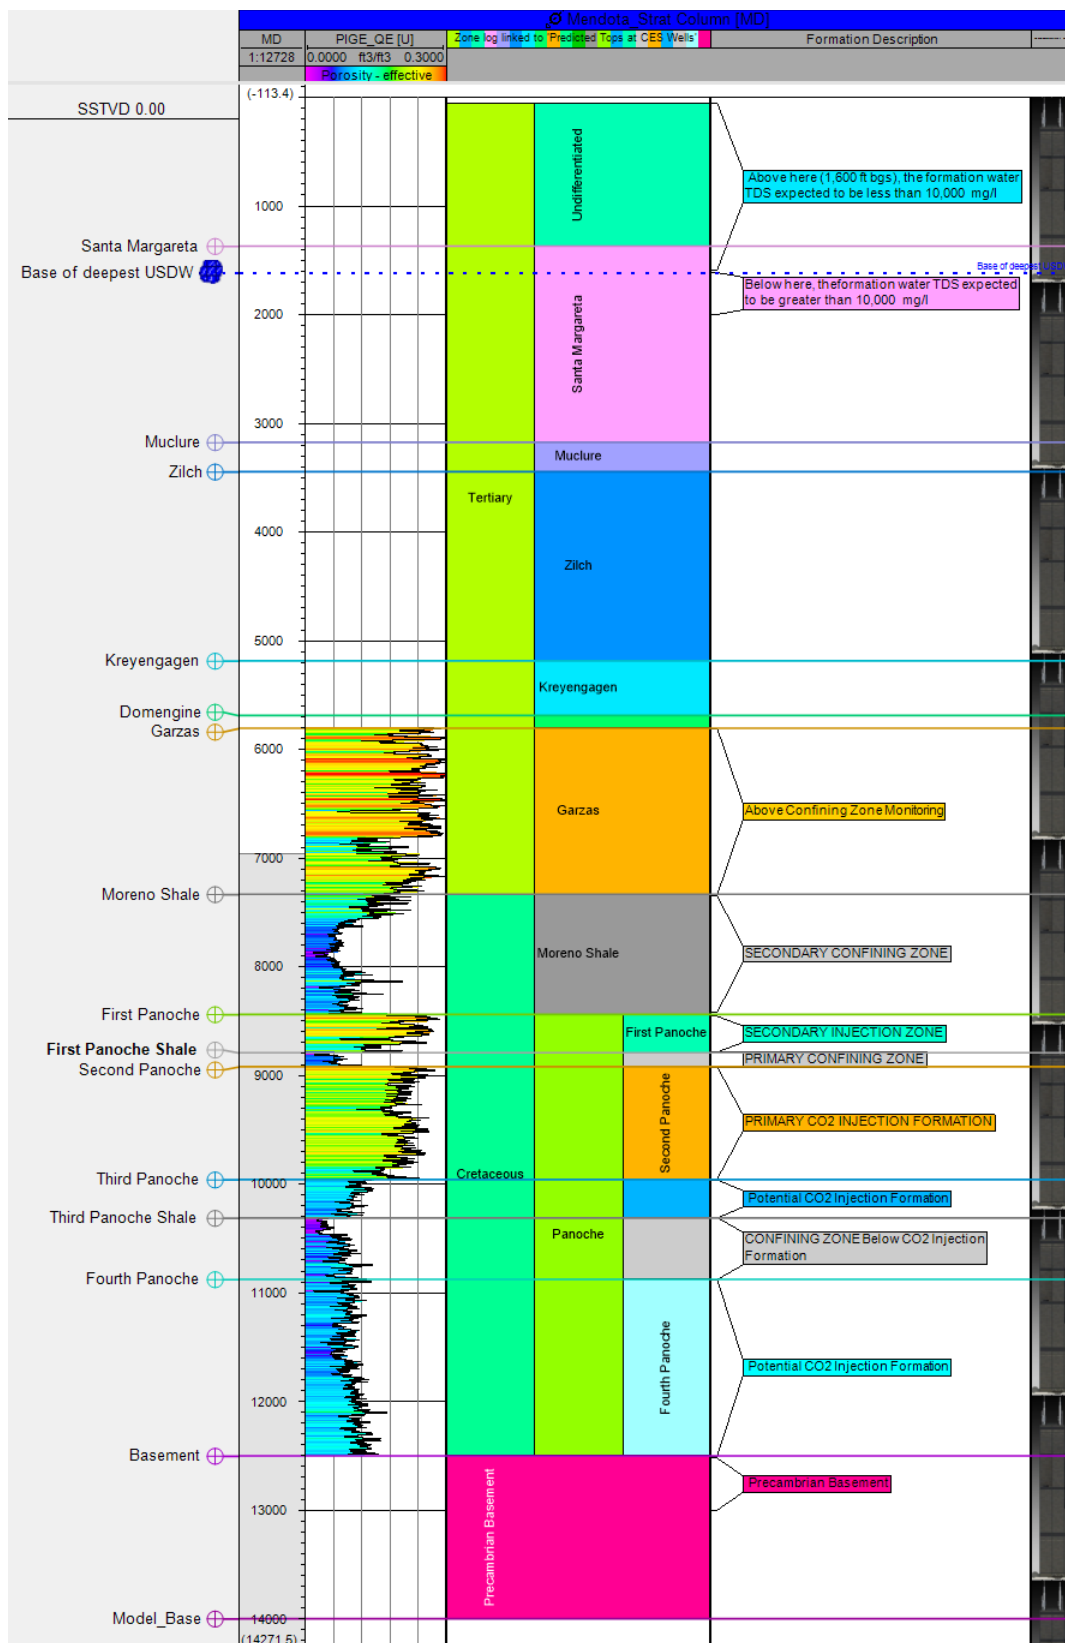 Mendota_Strat Column [MD]
MD
PIGE_QE [U]
Zone log linked to 'Predicted Tops at CES Wells'
Formation Description
1:12728
0.0000 ft3/ft3 0.3000
Porosity - effective
(-113.4)
SSTVD 0.00
Undifferentiated
Above here (1,600 ft bgs), the formation water
TDS expected to be less than 10,000 mg/l
1000
Santa Margareta
Base of deepest USDW
Base of deepest USD
Below here, theformation water TDS expected
to be greater than 10,000 mg/l
2000
Santa Margareta
3000
Muclure
Muclure
Zilch
Tertiary
4000
Zilch
5000
Kreyengagen
Kreyengagen
Domengine
Garzas
6000
Garzas
Above Confining Zone Monitoring
7000
Moreno Shale
Moreno Shale
SECONDARY CONFINING ZONE
8000
First Panoche
First Panoche
SECONDARY INJECTION ZONE
First Panoche Shale
PRIMARY CONFINING ZONE
Second Panoche
9000
Second Panoche
PRIMARY CO2 INJECTION FORMATION
Cretaceous
Third Panoche
10000
Potential CO2 Injection Formation
Third Panoche Shale
Panoche
CONFINING ZONE Below CO2 Injection
Formation
Fourth Panoche
11000
Fourth Panoche
Potential CO2 Injection Formation
12000
Basement
Precambrian Basement
Precambrian Basement
13000
Model_Base
14000
(14271.5)